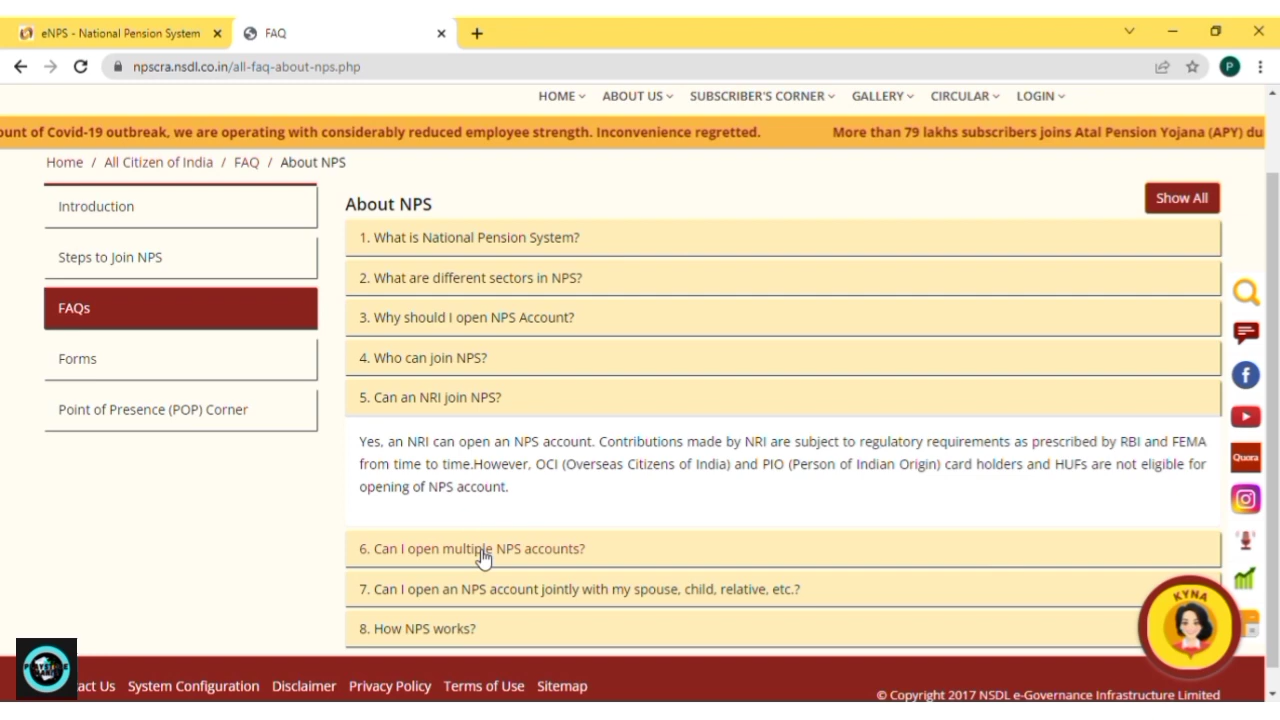 eNPS - National Pension System
FAQ
npscra.nsdl.co.in/all-faq-about-nps.php
P
HOME ABOUT US SUBSCRIBER'S CORNER GALLERY CIRCULAR LOGIN
ount of Covid-19 outbreak, we are operating with considerably reduced employee strength. Inconvenience regretted. More than 79 lakhs subscribers joins Atal Pension Yojana (APY) du
Home / All Citizen of India / FAQ / About NPS
Introduction
Steps to Join NPS
FAQs
Forms
Point of Presence (POP) Corner
About NPS
Show All
1. What is National Pension System?
2. What are different sectors in NPS?
3. Why should I open NPS Account?
4. Who can join NPS?
5. Can an NRI join NPS?
Yes, an NRI can open an NPS account. Contributions made by NRI are subject to regulatory requirements as prescribed by RBI and FEMA
from time to time.However, OCI (Overseas Citizens of India) and PIO (Person of Indian Origin) card holders and HUFs are not eligible for
opening of NPS account.
6. Can I open multiple NPS accounts?
7. Can I open an NPS account jointly with my spouse, child, relative, etc.?
8. How NPS works?
Quora
KYNA
act Us System Configuration Disclaimer Privacy Policy Terms of Use Sitemap
© Copyright 2017 NSDL e-Governance Infrastructure Limited